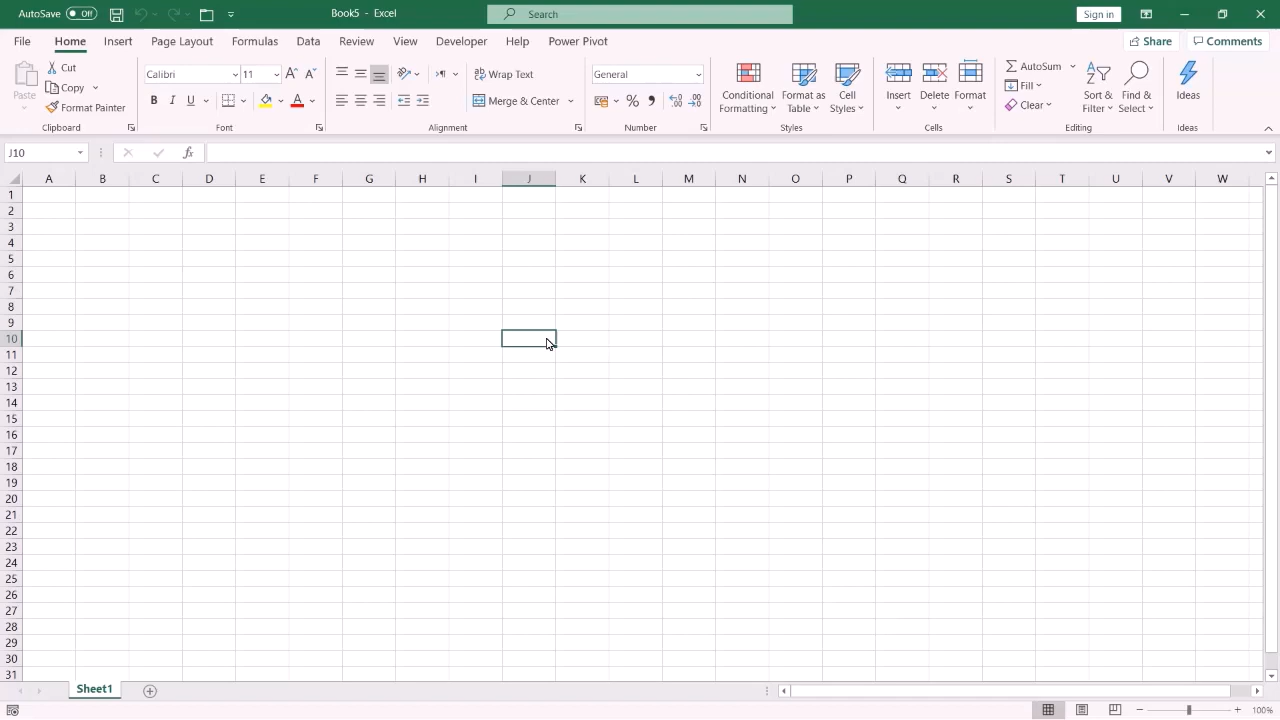 AutoSave Off Book5 - Excel Search Sign in
File Home Insert Page Layout Formulas Data Review View Developer Help Power Pivot Share Comments
Paste Cut Copy Format Painter Clipboard
Calibri 11 A A B I U A Font
Wrap Text Merge & Center Alignment
General % Number
Conditional Formatting Format as Table Cell Styles Styles
Insert Delete Format Cells
AutoSum Fill Clear Sort & Filter Find & Select Editing
Ideas Ideas
J10 fx
A B C D E F G H I J K L M N O P Q R S T U V W
1
2
3
4
5
6
7
8
9
10
11
12
13
14
15
16
17
18
19
20
21
22
23
24
25
26
27
28
29
30
31
Sheet1
100%